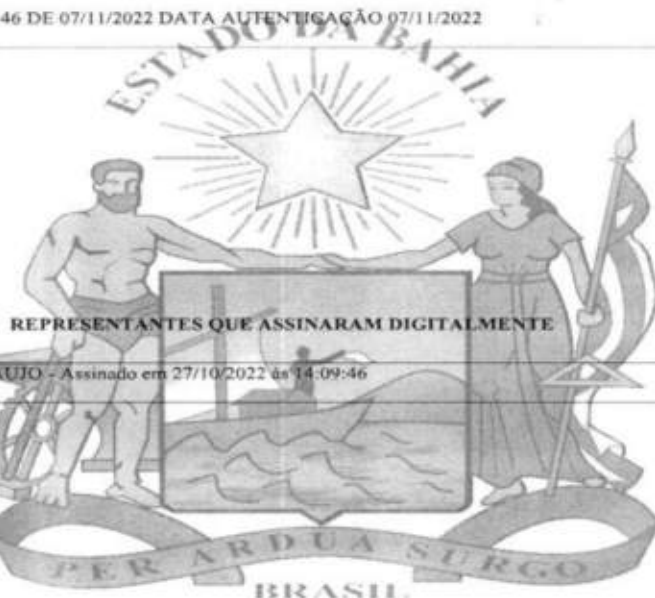 46 DE 07/11/2022 DATA AUTENTICAÇÃO 07/11/2022
ESTADO DA BAHIA
REPRESENTANTES QUE ASSINARAM DIGITALMENTE
AUJO - Assinado em 27/10/2022 às 14:09:46
PER ARDUA SURGO
BRASIL